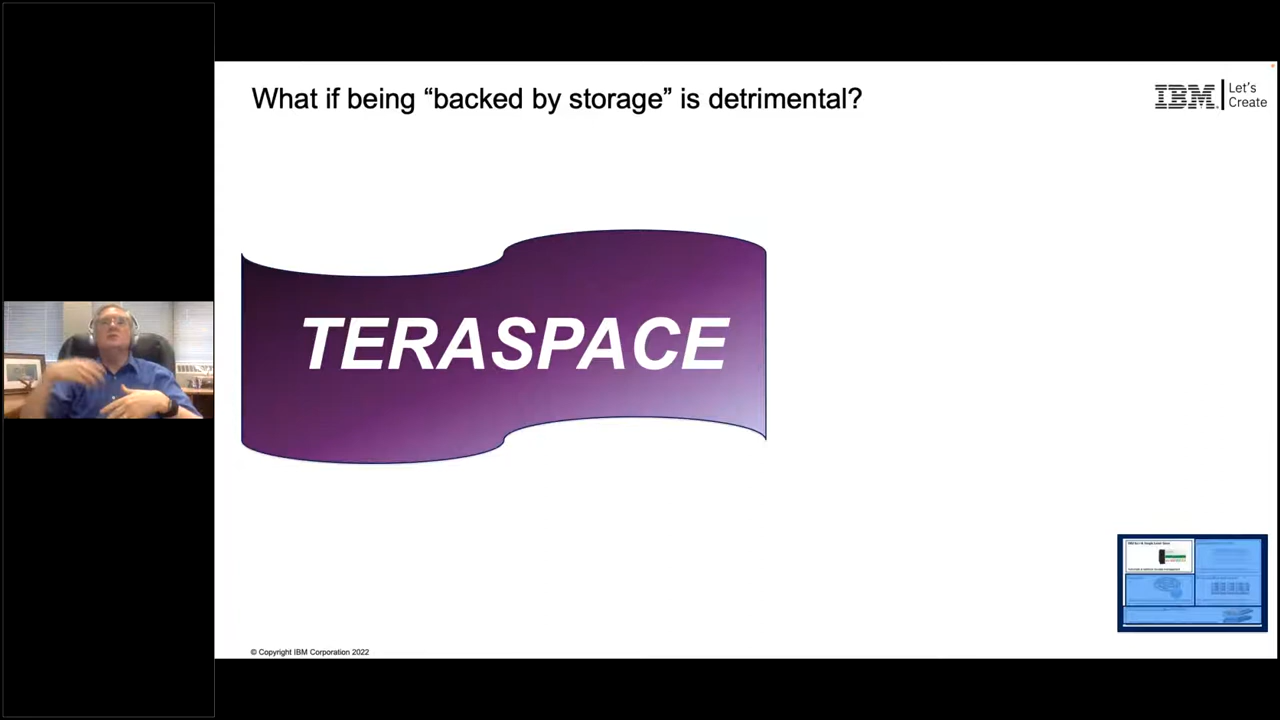 What if being “backed by storage” is detrimental?
IBM
Let's
Create
TERASPACE
© Copyright IBM Corporation 2022